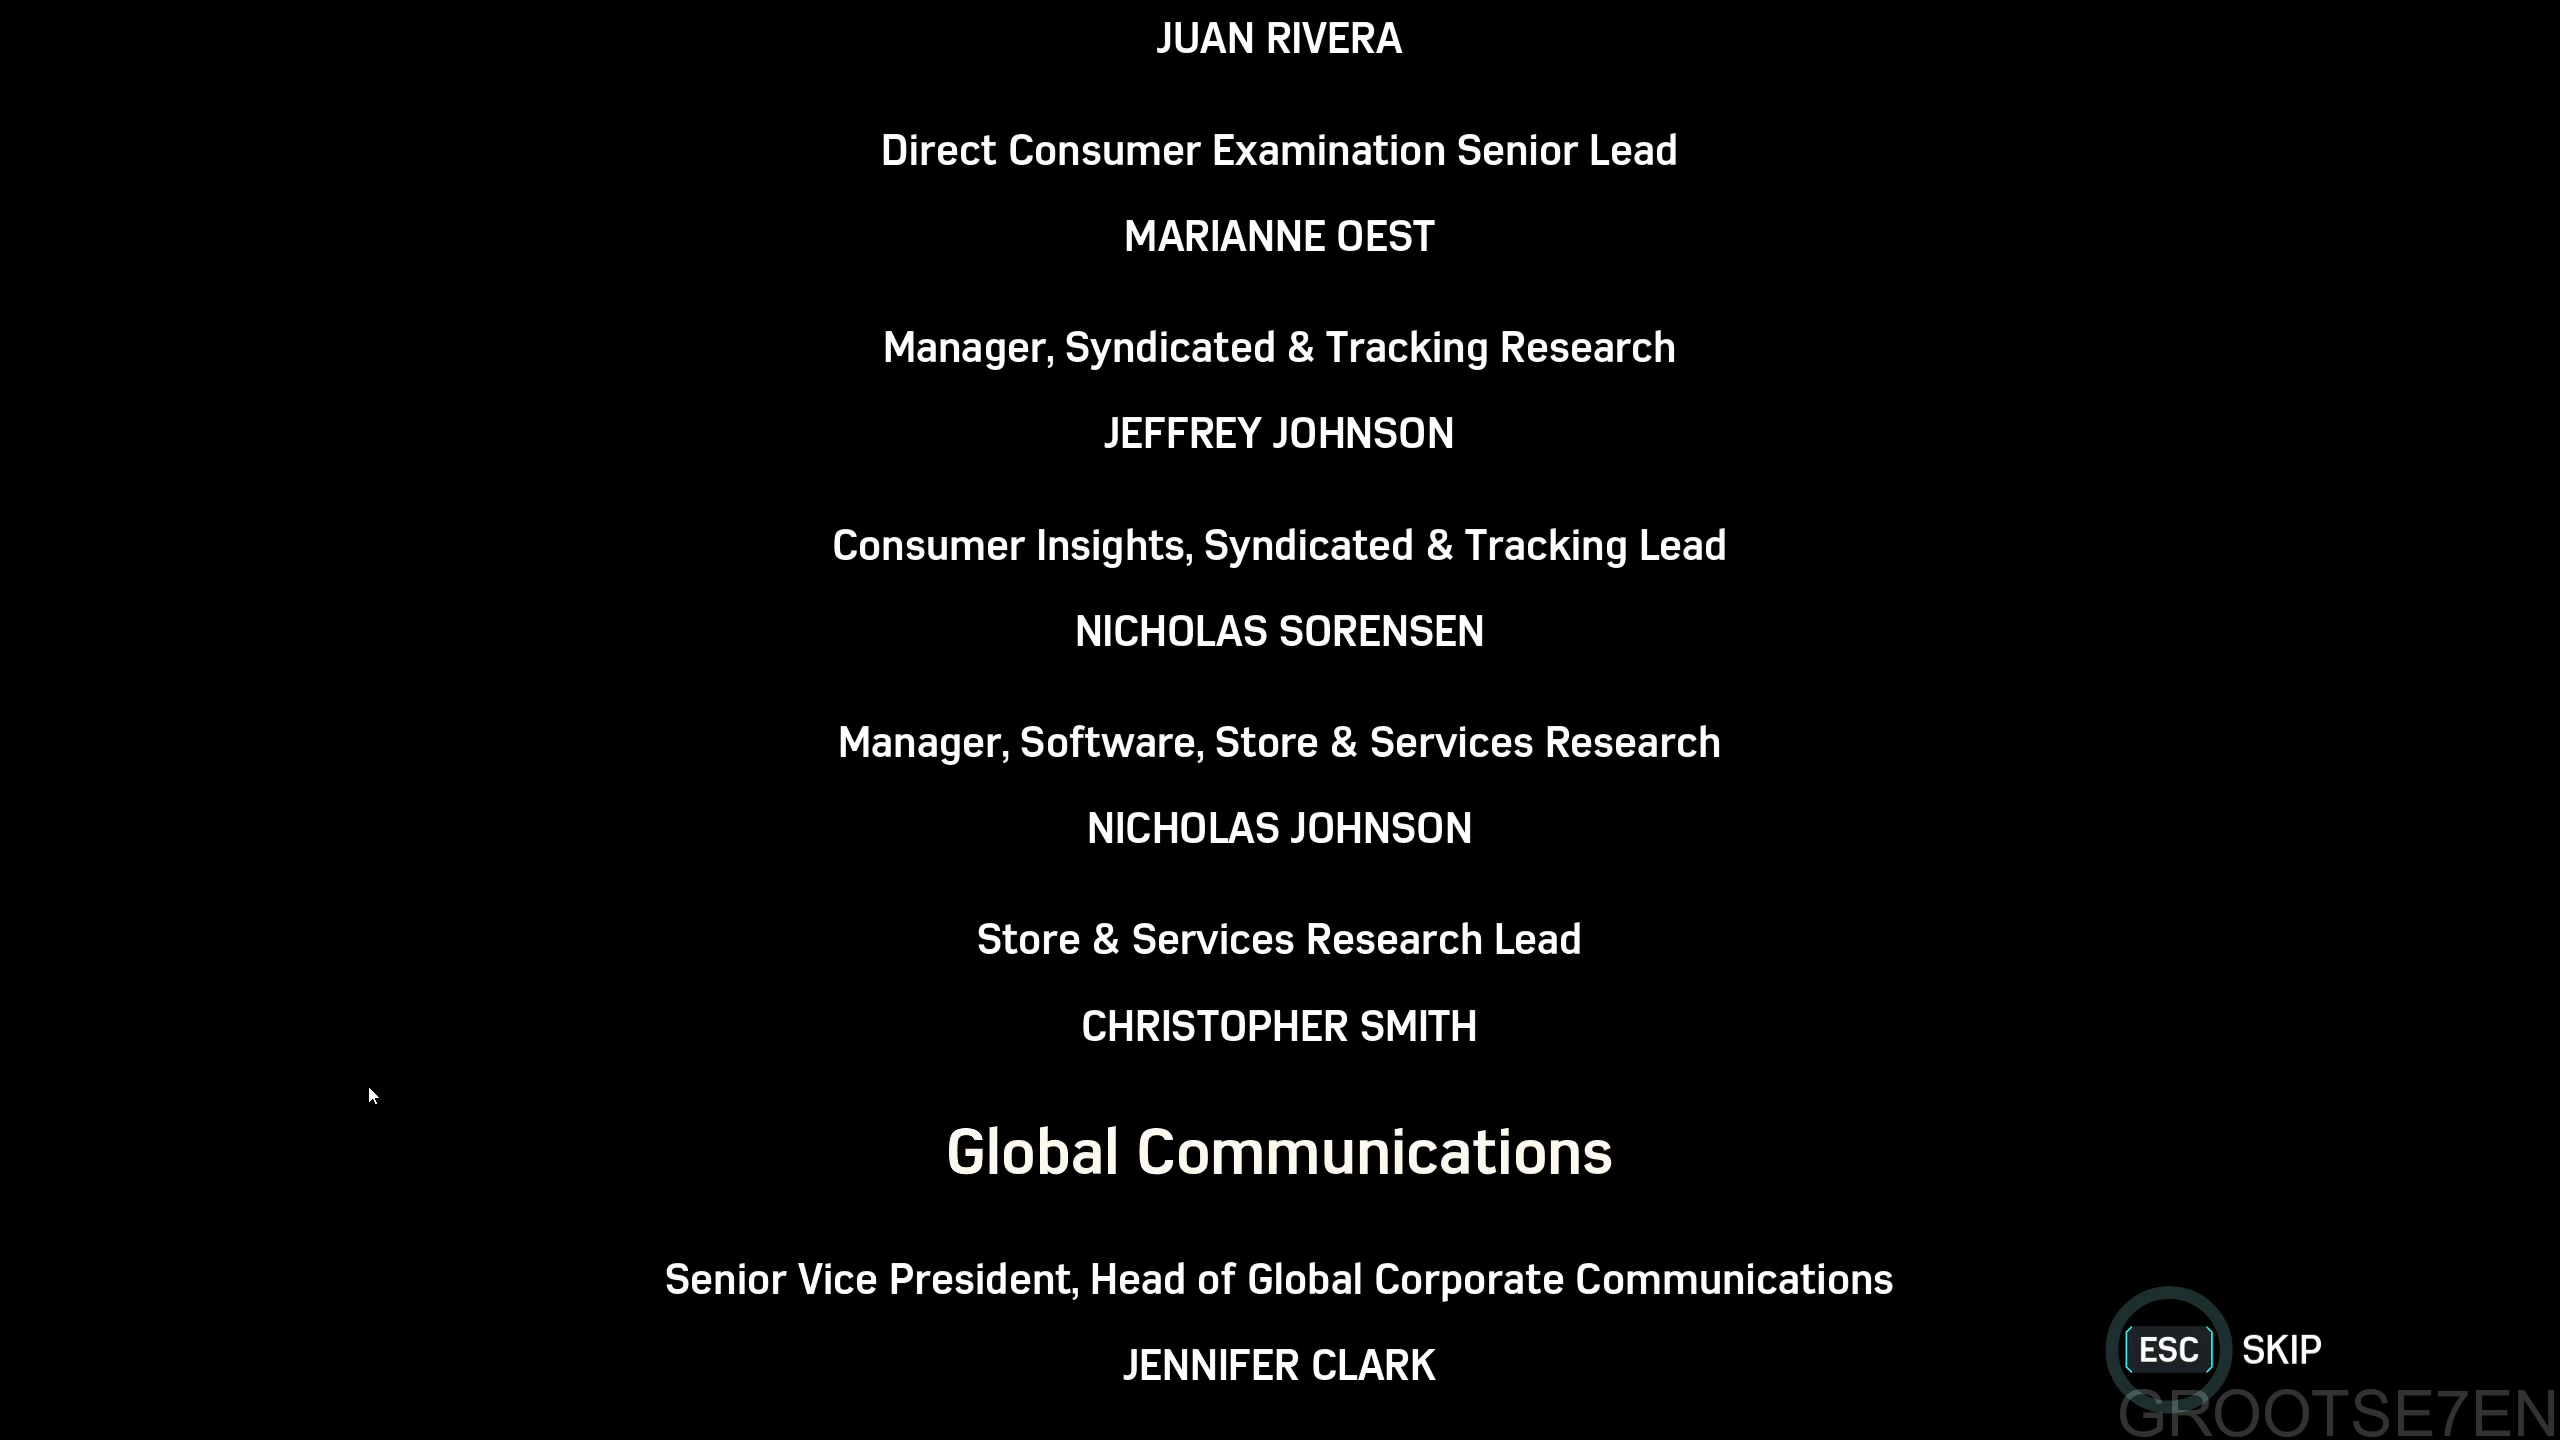 JUAN RIVERA
Direct Consumer Examination Senior Lead
MARIANNE OEST
Manager, Syndicated & Tracking Research
JEFFREY JOHNSON
Consumer Insights, Syndicated & Tracking Lead
NICHOLAS SORENSEN
Manager, Software, Store & Services Research
NICHOLAS JOHNSON
Store & Services Research Lead
CHRISTOPHER SMITH
Global Communications
Senior Vice President, Head of Global Corporate Communications
JENNIFER CLARK
ESC SKIP
GROOTSE7EN